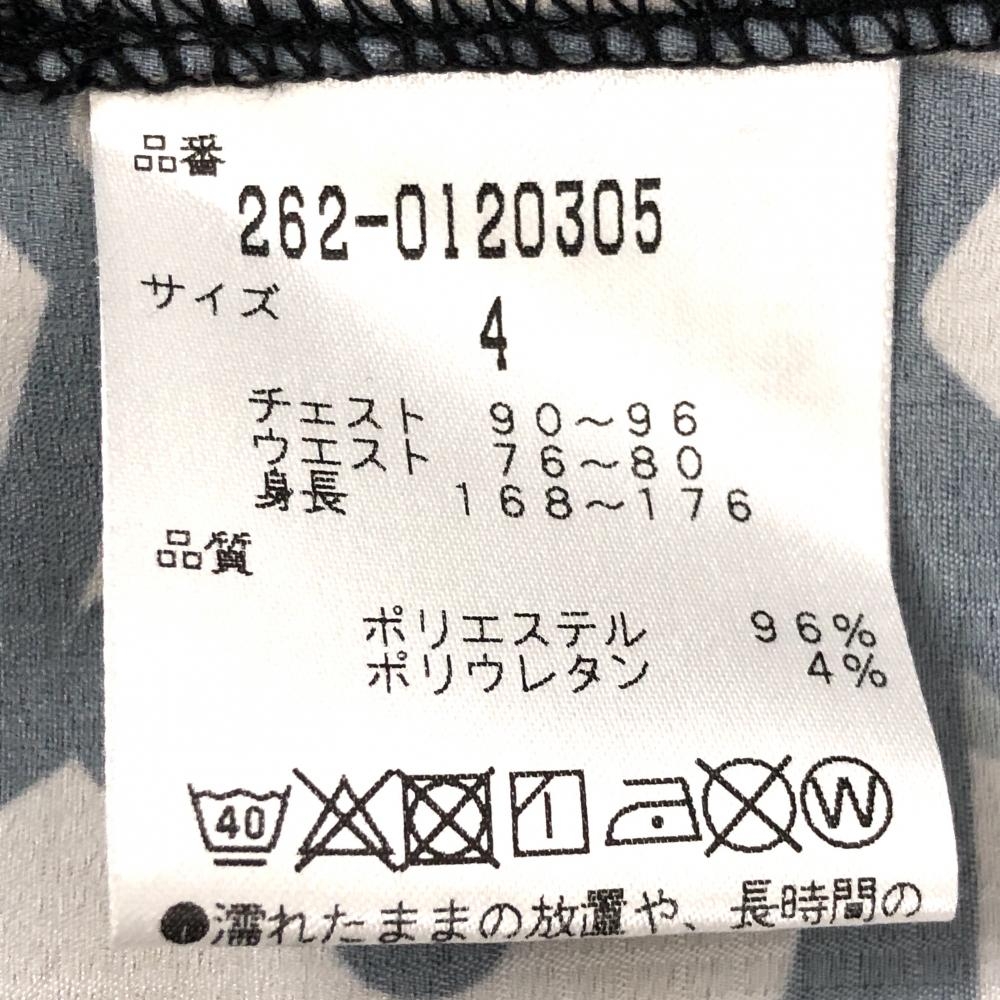 品番
262-0120305
サイズ
4
チェスト 90～96
ウエスト 76～80
身長 168～176
品質
ポリエステル 96%
ポリウレタン 4%
40 W
●濡れたままの放置や、長時間の